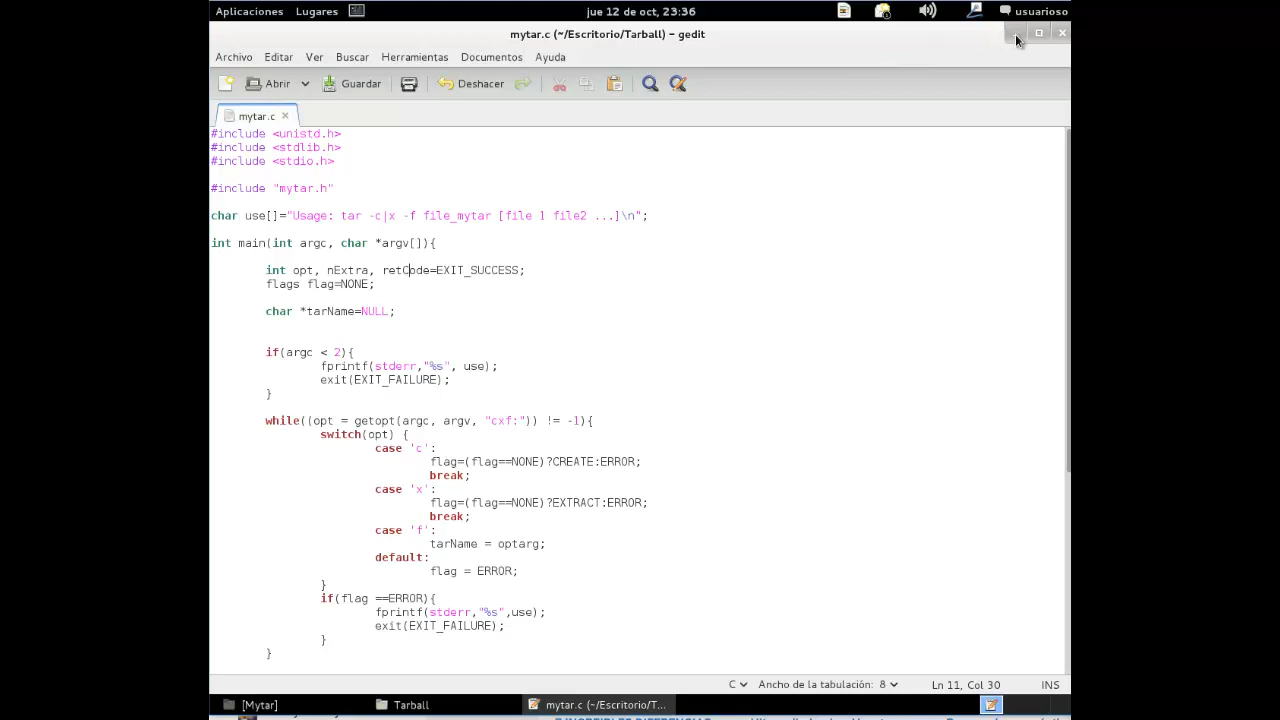 Aplicaciones Lugares jue 12 de oct, 23:36 usuarioso
mytar.c (~/Escritorio/Tarball) – gedit
Archivo Editar Ver Buscar Herramientas Documentos Ayuda
Abrir Guardar Deshacer
mytar.c
#include <unistd.h>
#include <stdlib.h>
#include <stdio.h>
#include "mytar.h"
char use[]="Usage: tar -c|x -f file_mytar [file 1 file2 ...]\n";
int main(int argc, char *argv[]){
int opt, nExtra, retCode=EXIT_SUCCESS;
flags flag=NONE;
char *tarName=NULL;
if(argc < 2){
fprintf(stderr,"%s", use);
exit(EXIT_FAILURE);
}
while((opt = getopt(argc, argv, "cxf:")) != -1){
switch(opt) {
case 'c':
flag=(flag==NONE)?CREATE:ERROR;
break;
case 'x':
flag=(flag==NONE)?EXTRACT:ERROR;
break;
case 'f':
tarName = optarg;
default:
flag = ERROR;
}
if(flag ==ERROR){
fprintf(stderr,"%s",use);
exit(EXIT_FAILURE);
}
}
C Ancho de la tabulación: 8 Ln 11, Col 30 INS
[Mytar] Tarball mytar.c (~/Escritorio/T...